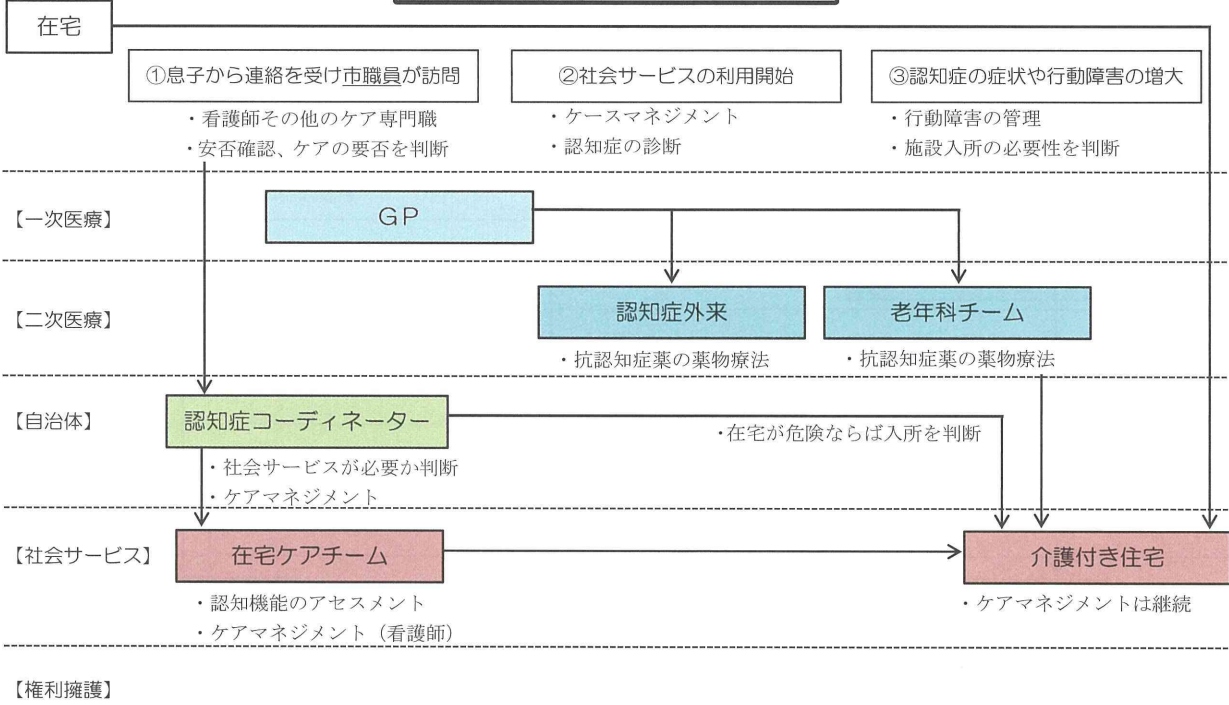 在宅
①息子から連絡を受け市職員が訪問
・看護師その他のケア専門職
・安否確認、ケアの要否を判断
②社会サービスの利用開始
・ケースマネジメント
・認知症の診断
③認知症の症状や行動障害の増大
・行動障害の管理
・施設入所の必要性を判断
【一次医療】
GP
【二次医療】
認知症外来
・抗認知症薬の薬物療法
老年科チーム
・抗認知症薬の薬物療法
【自治体】
認知症コーディネーター
・社会サービスが必要か判断
・ケアマネジメント
・在宅が危険ならば入所を判断
【社会サービス】
在宅ケアチーム
・認知機能のアセスメント
・ケアマネジメント（看護師）
介護付き住宅
・ケアマネジメントは継続
【権利擁護】